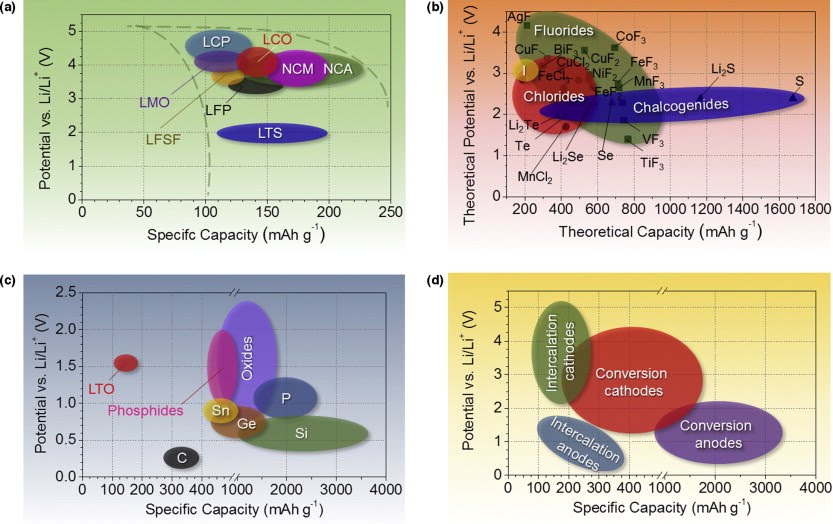 (a)
Potential vs. Li/Li+ (V)
5
4
3
2
1
0
LCP
LCO
NCM
NCA
LMO
LFP
LFSF
LTS
0
50
100
150
200
250
Specifc Capacity (mAh g-1)
(b)
Theoretical Potential vs. Li/Li+ (V)
4
3
2
1
0
AgF
Fluorides
CoF3
CuF
BiF3
CuF2
CuCl2
FeF3
I
FeCl
NiF2
MnF3
Li2S
S
FeF
Chlorides
Chalcogenides
Li2Te
Te
Li2Se
Se
VF3
MnCl2
TiF3
200
400
600
800
1200
1400
1600
1800
Theoretical Capacity (mAh g-1)
(c)
Potential vs. Li/Li+ (V)
2.5
2.0
1.5
1.0
0.5
0.0
LTO
Oxides
Phosphides
P
Sn
Ge
Si
C
0
100
200
300
400
1000
2000
3000
4000
Specific Capacity (mAh g-1)
(d)
Potential vs. Li/Li+ (V)
5
4
3
2
1
0
Intercalation
cathodes
Conversion
cathodes
Intercalation
anodes
Conversion
anodes
0
100
200
300
400
1000
2000
3000
4000
Specific Capacity (mAh g-1)